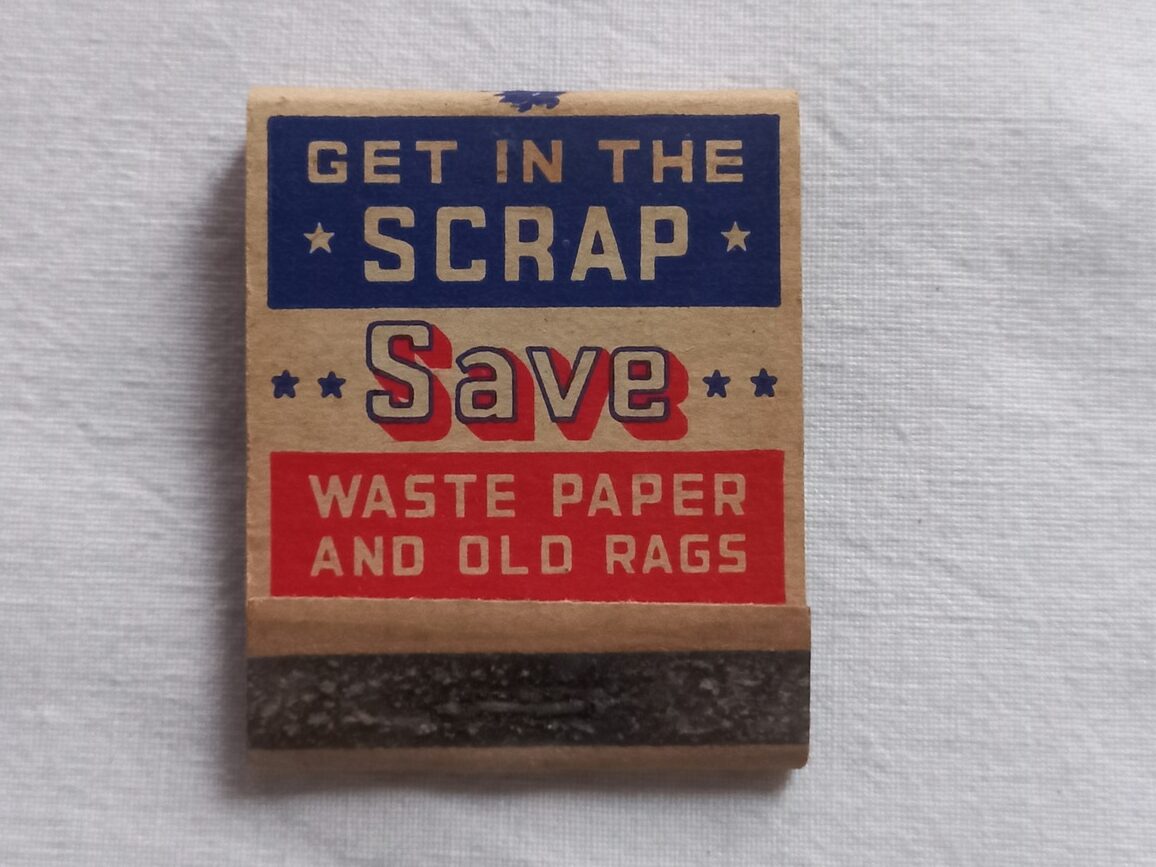 GET IN THE
SCRAP
Save
WASTE PAPER
AND OLD RAGS